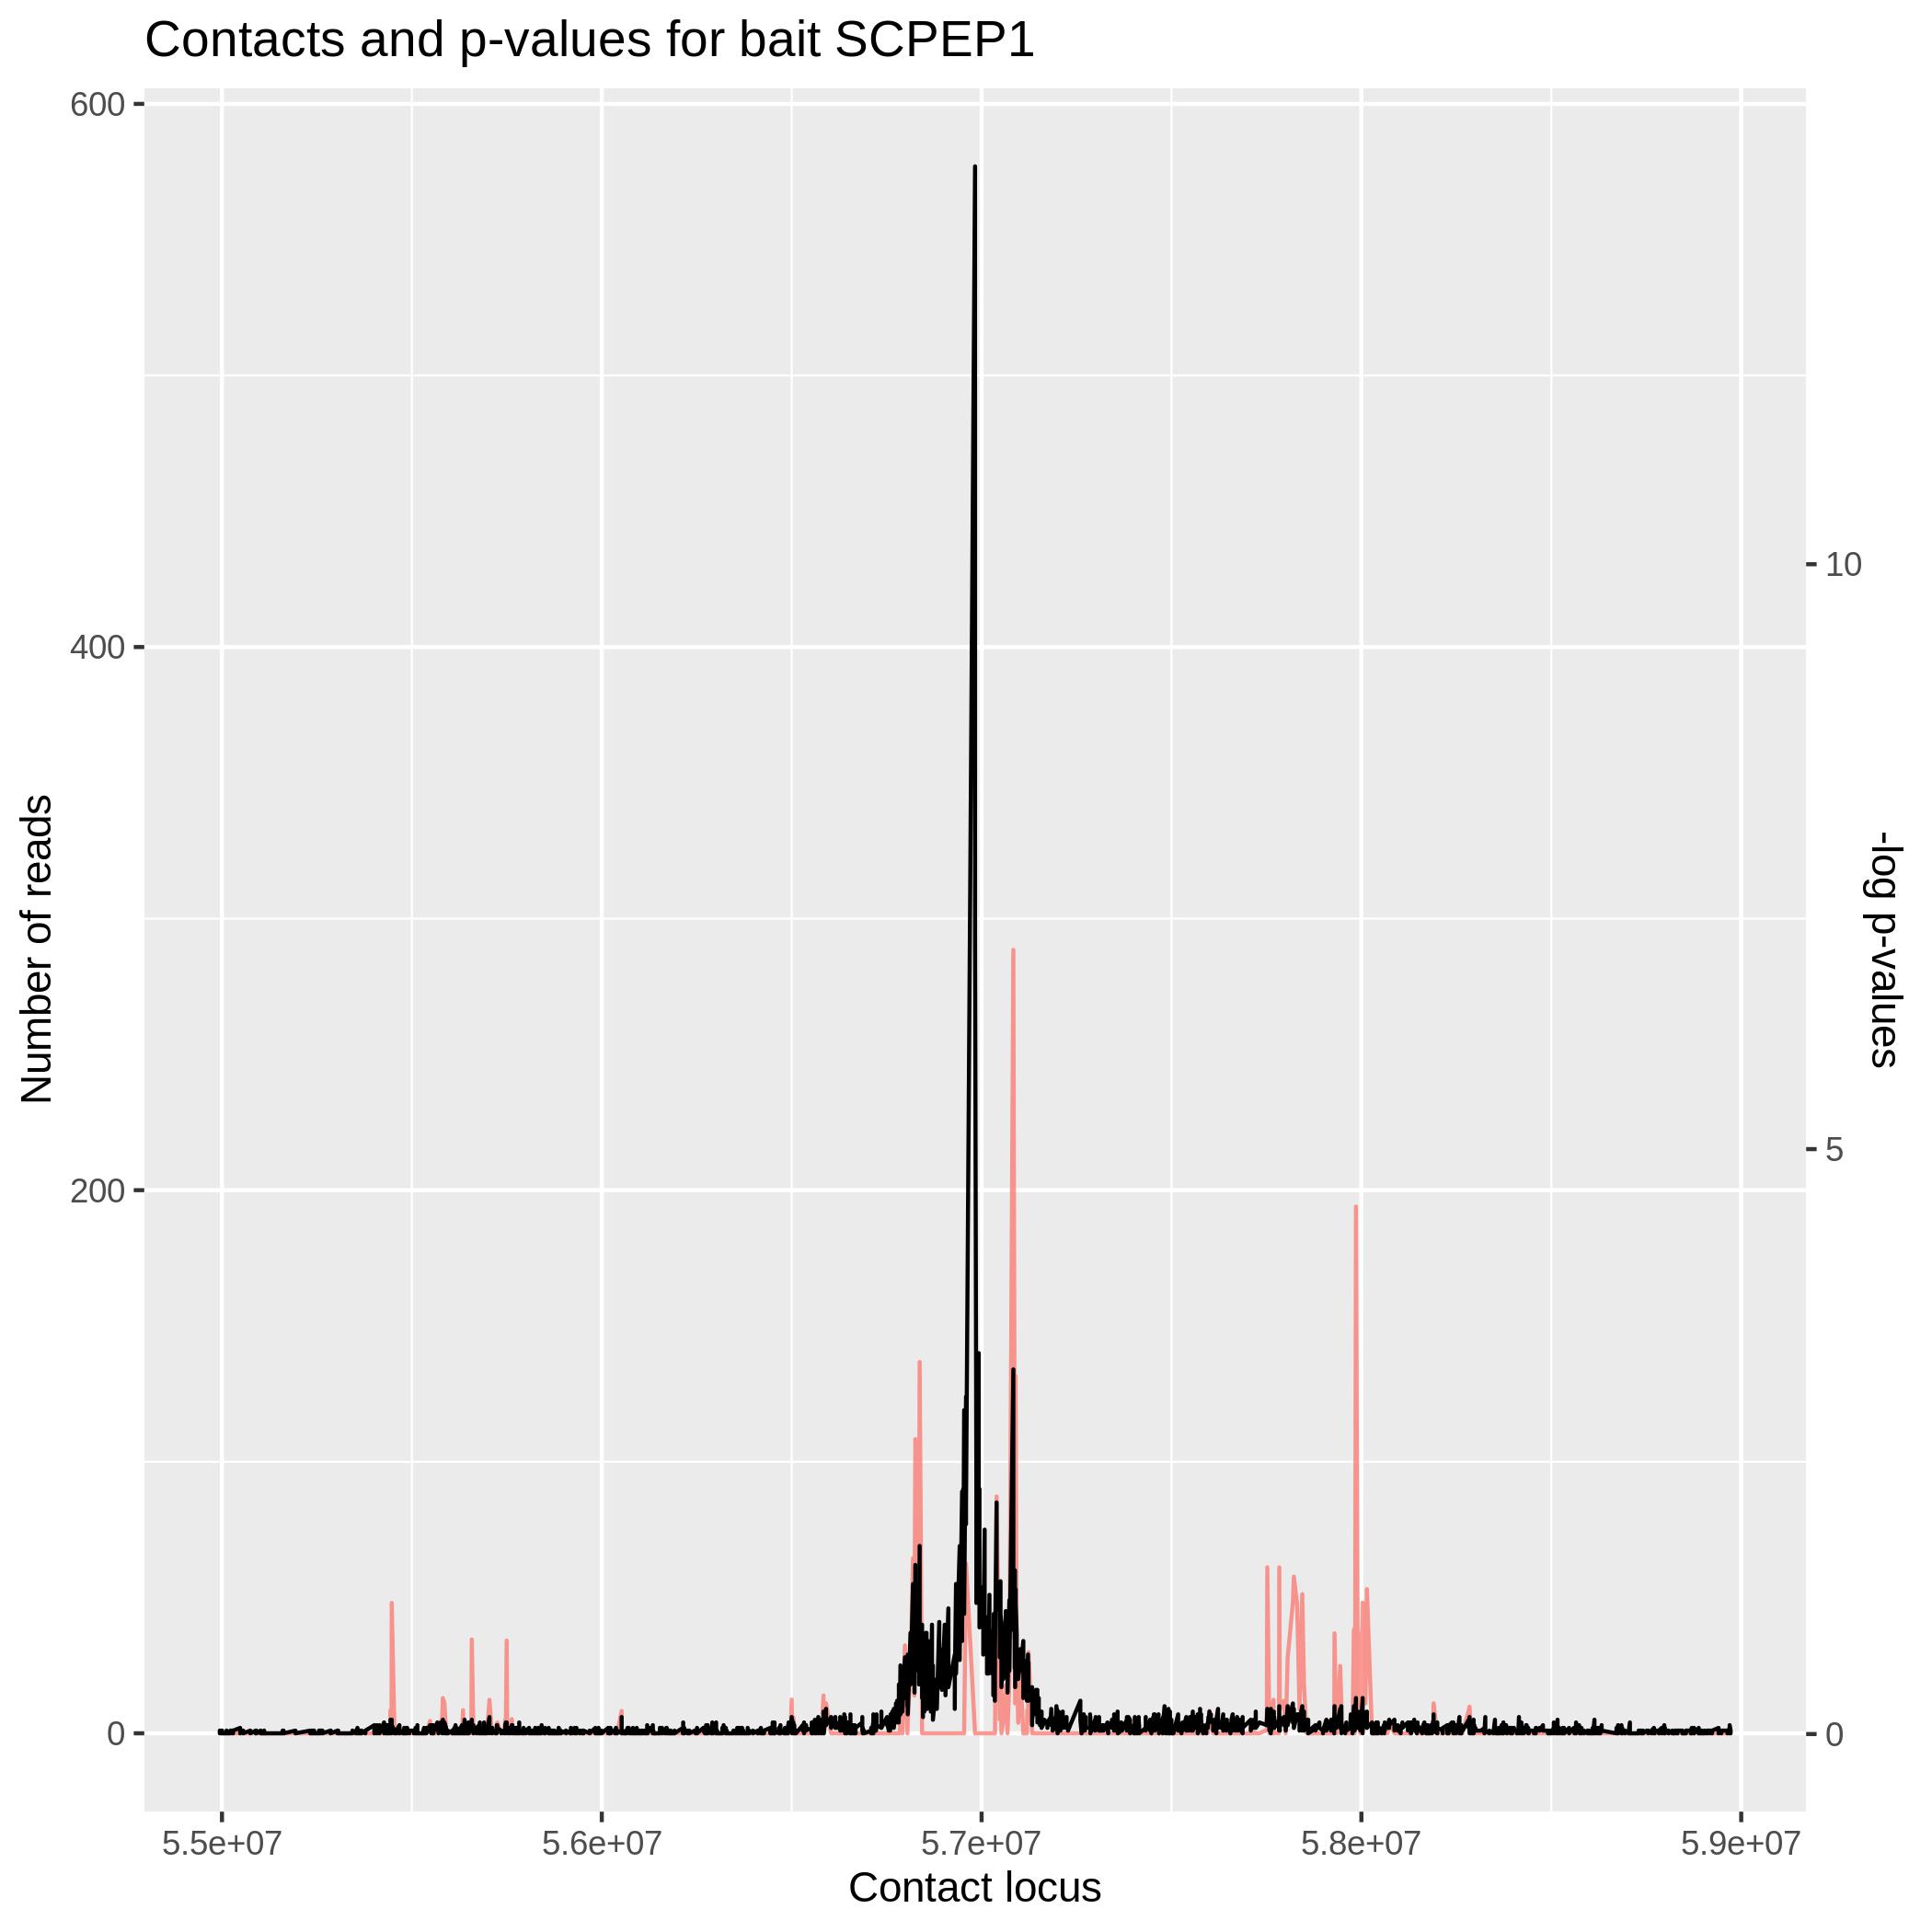 Contacts and p-values for bait SCPEP1
600
400
200
0
Number of reads
10
5
0
-log p-values
5.5e+07
5.6e+07
5.7e+07
5.8e+07
5.9e+07
Contact locus